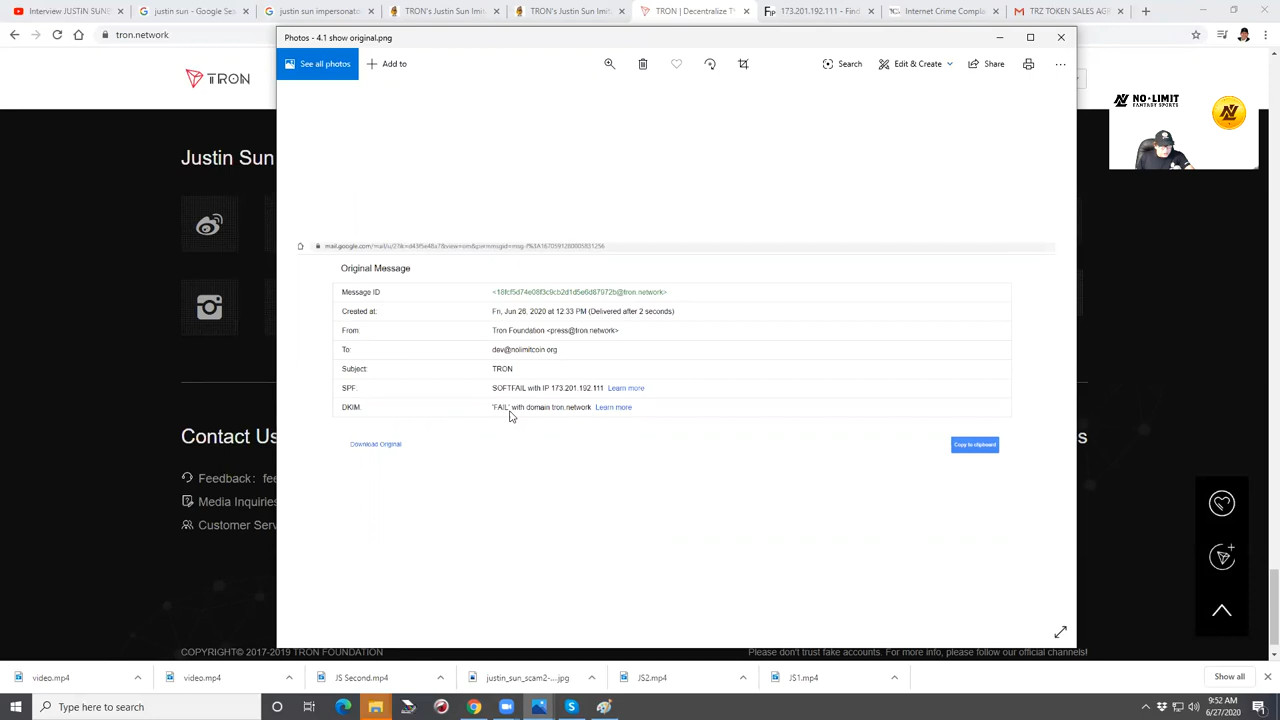 Interview with Justin SUNBURST
Justin sun - Google Search
justin sun imperso
TRON's Justin Sun I
TRON's Justin Sun I
TRON | Decentralize T
173.201.192.111 - Find
Internet Crime Comple
TRZ TOKEN SALES AGR
tron.network
Photos - 4.1 show original.png
See all photos
Add to
Search
Edit & Create
Share
TRON
NO-LIMIT
FANTASY SPORTS
Justin Sun
Original Message
Message ID
Created at: Fri, Jun 26, 2020 at 12:33 PM (Delivered after 2 seconds)
From: Tron Foundation <press@tron.network>
To: dev@nolimitcoin.org
Subject: TRON
SPF: SOFTFAIL with IP 173.201.192.111 Learn more
DKIM: 'FAIL' with domain tron.network Learn more
Download Original
Copy to clipboard
Contact Us
Feedback: fee
Media Inquiries
Customer Serv
COPYRIGHT© 2017-2019 TRON FOUNDATION
Please don't trust fake accounts. For more info, please follow our official channels!
video.mp4
video.mp4
JS Second.mp4
justin_sun_scam2-....jpg
JS2.mp4
JS1.mp4
Show all
Type here to search
9:52 AM
6/27/2020